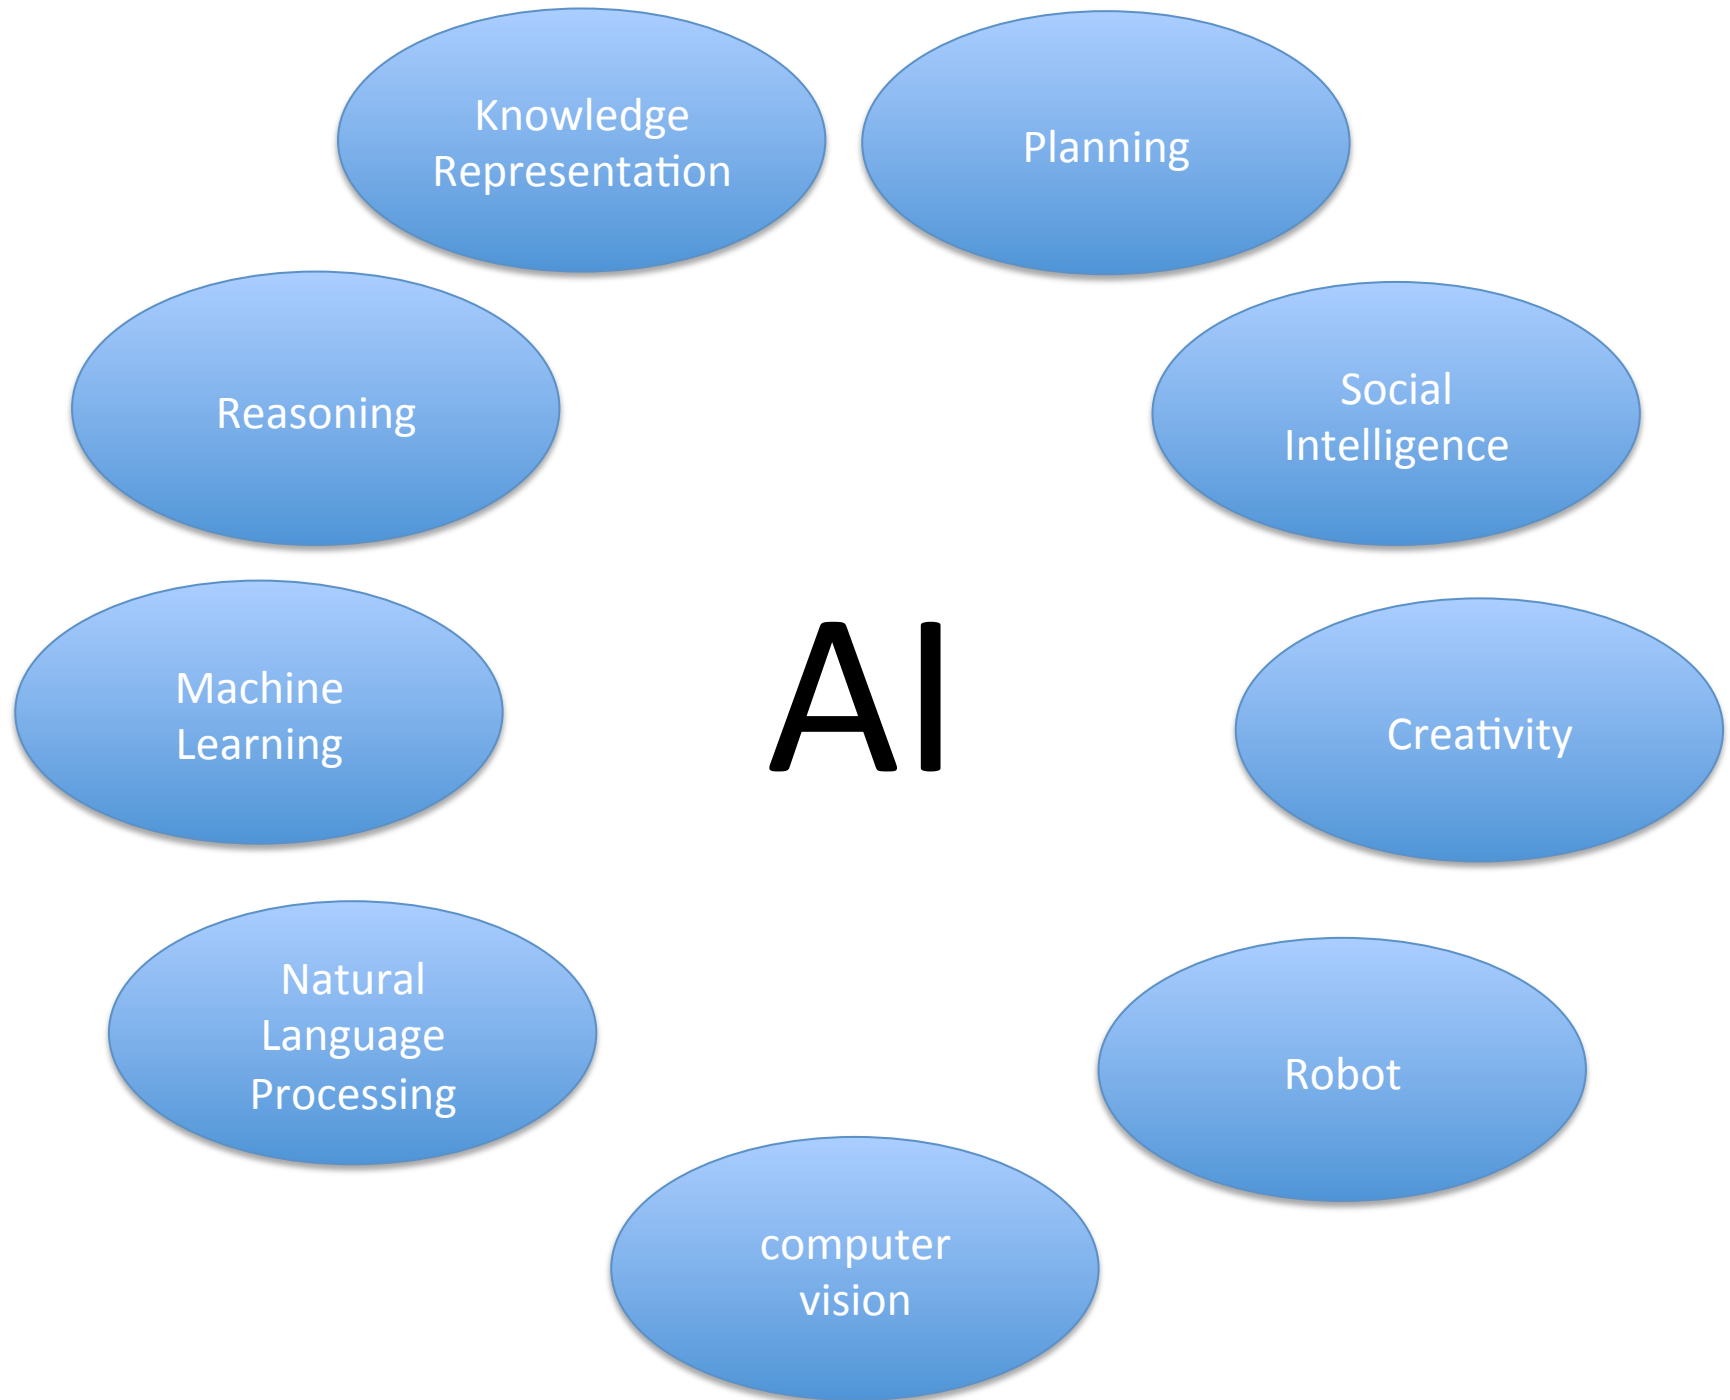 Knowledge
Representation
Planning
Reasoning
Social
Intelligence
Machine
Learning
AI
Creativity
Natural
Language
Processing
Robot
computer
vision